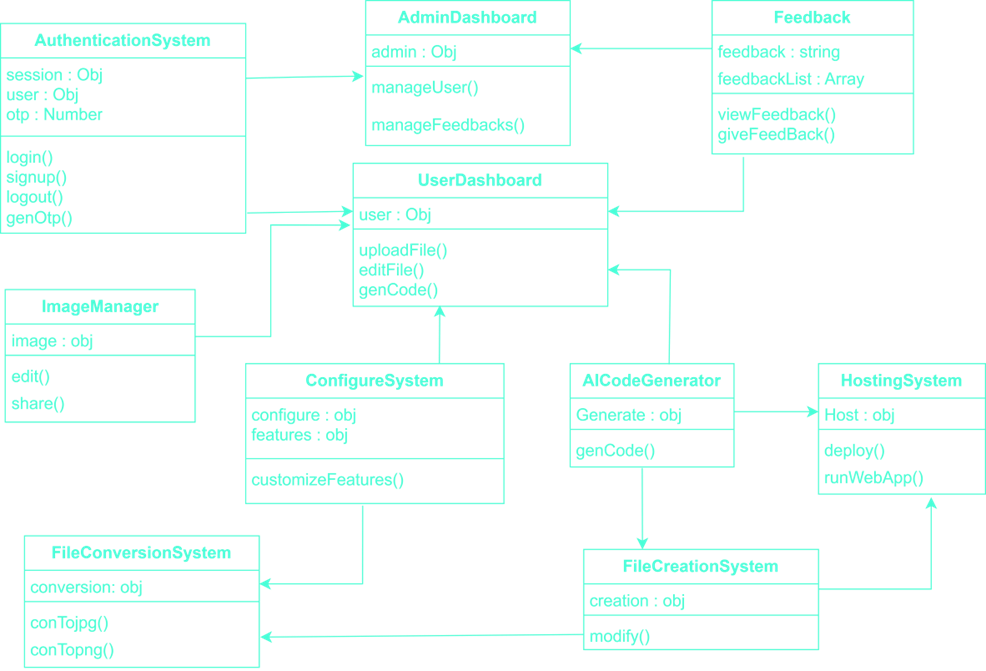 AuthenticationSystem
session : Obj
user : Obj
otp : Number
login()
signup()
logout()
genOtp()
AdminDashboard
admin : Obj
manageUser()
manageFeedbacks()
Feedback
feedback : string
feedbackList : Array
viewFeedback()
giveFeedBack()
UserDashboard
user : Obj
uploadFile()
editFile()
genCode()
ImageManager
image : obj
edit()
share()
ConfigureSystem
configure : obj
features : obj
customizeFeatures()
AICodeGenerator
Generate : obj
genCode()
HostingSystem
Host : obj
deploy()
runWebApp()
FileConversionSystem
conversion: obj
conTojpg()
conTopng()
FileCreationSystem
creation : obj
modify()